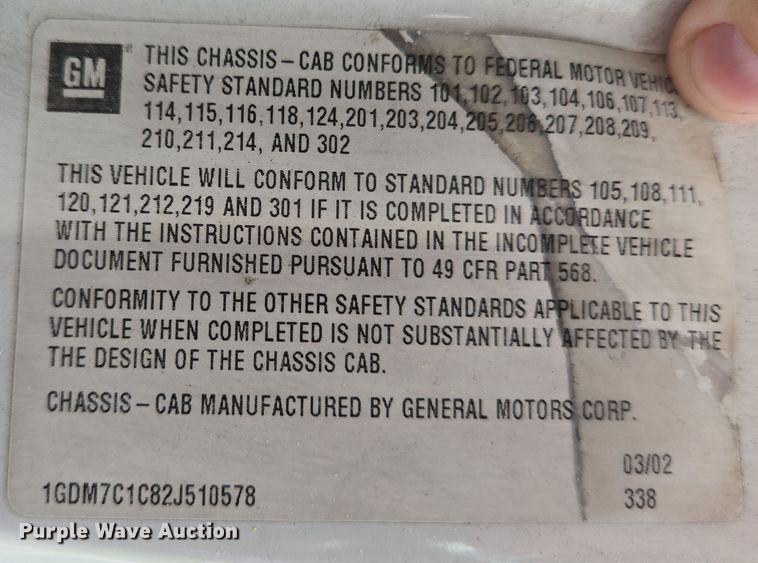 GM
THIS CHASSIS-CAB CONFORMS TO FEDERAL MOTOR VEHIC
SAFETY STANDARD NUMBERS 101,102,103,104,106,107,113,
114,115,116,118,124,201,203,204,205,206,207,208,209,
210,211,214, AND 302
THIS VEHICLE WILL CONFORM TO STANDARD NUMBERS 105,108,111,
120,121,212,219 AND 301 IF IT IS COMPLETED IN ACCORDANCE
WITH THE INSTRUCTIONS CONTAINED IN THE INCOMPLETE VEHICLE
DOCUMENT FURNISHED PURSUANT TO 49 CFR PART 568.
CONFORMITY TO THE OTHER SAFETY STANDARDS APPLICABLE TO THIS
VEHICLE WHEN COMPLETED IS NOT SUBSTANTIALLY AFFECTED BY THE
THE DESIGN OF THE CHASSIS CAB.
CHASSIS-CAB MANUFACTURED BY GENERAL MOTORS CORP.
03/02
1GDM7C1C82J510578
338
Purple Wave Auction